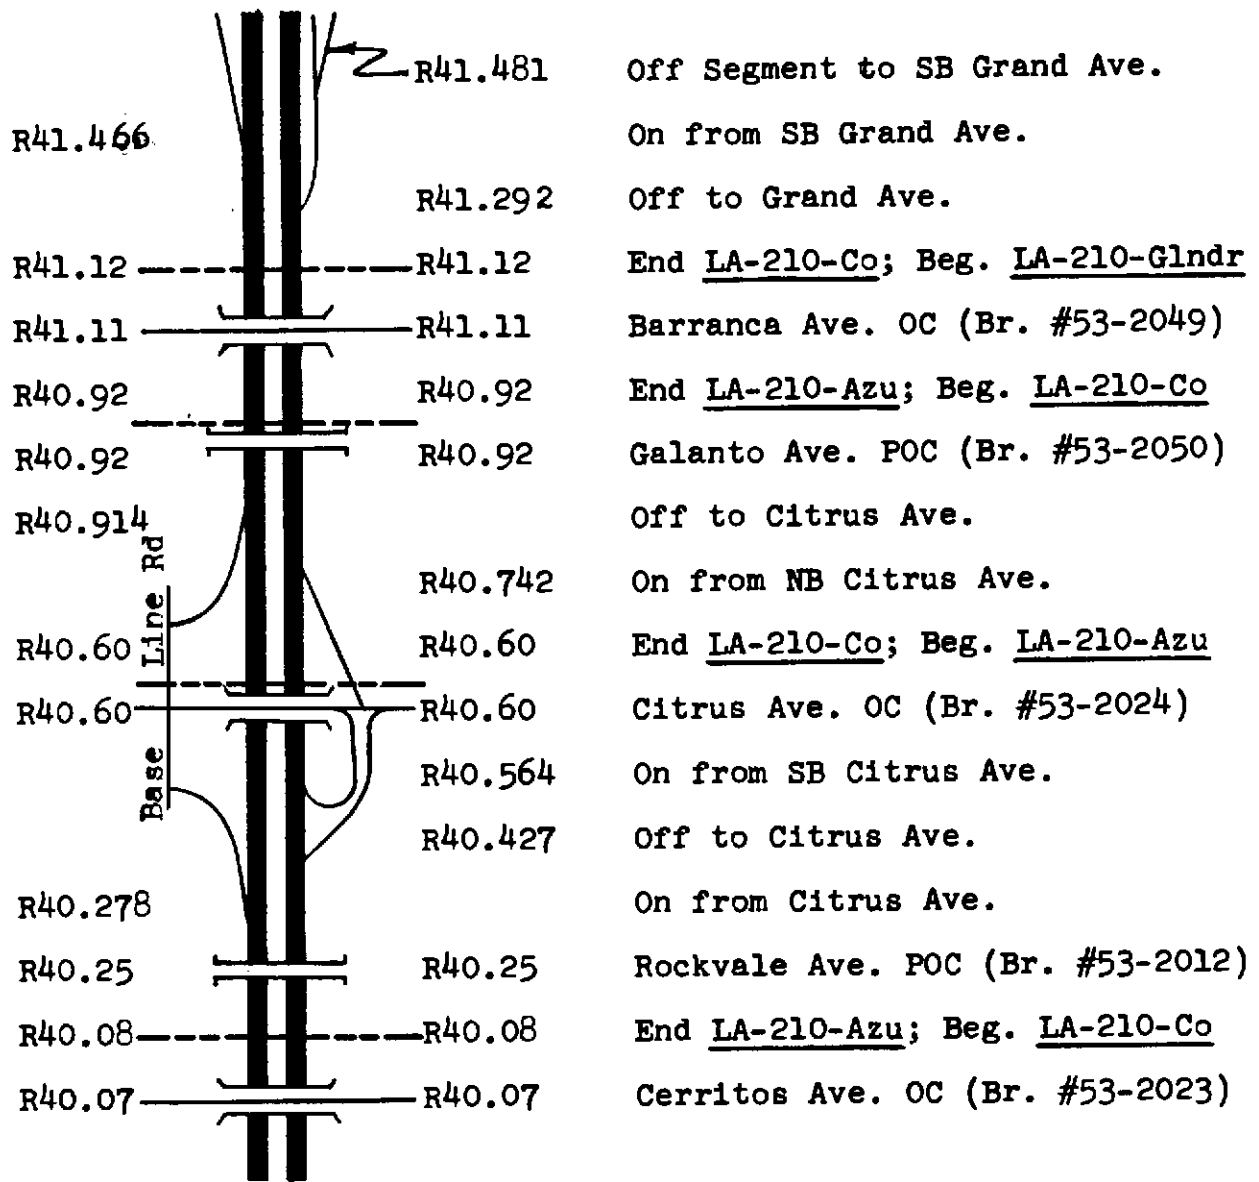 R41.481 Off Segment to SB Grand Ave.
R41.466 On from SB Grand Ave.
R41.292 Off to Grand Ave.
R41.12 R41.12 End LA-210-Co; Beg. LA-210-Glndr
R41.11 R41.11 Barranca Ave. OC (Br. #53-2049)
R40.92 R40.92 End LA-210-Azu; Beg. LA-210-Co
R40.92 R40.92 Galanto Ave. POC (Br. #53-2050)
R40.914 Off to Citrus Ave.
R40.742 On from NB Citrus Ave.
R40.60 R40.60 End LA-210-Co; Beg. LA-210-Azu
R40.60 R40.60 Citrus Ave. OC (Br. #53-2024)
Base Line Rd
R40.564 On from SB Citrus Ave.
R40.427 Off to Citrus Ave.
R40.278 On from Citrus Ave.
R40.25 R40.25 Rockvale Ave. POC (Br. #53-2012)
R40.08 R40.08 End LA-210-Azu; Beg. LA-210-Co
R40.07 R40.07 Cerritos Ave. OC (Br. #53-2023)